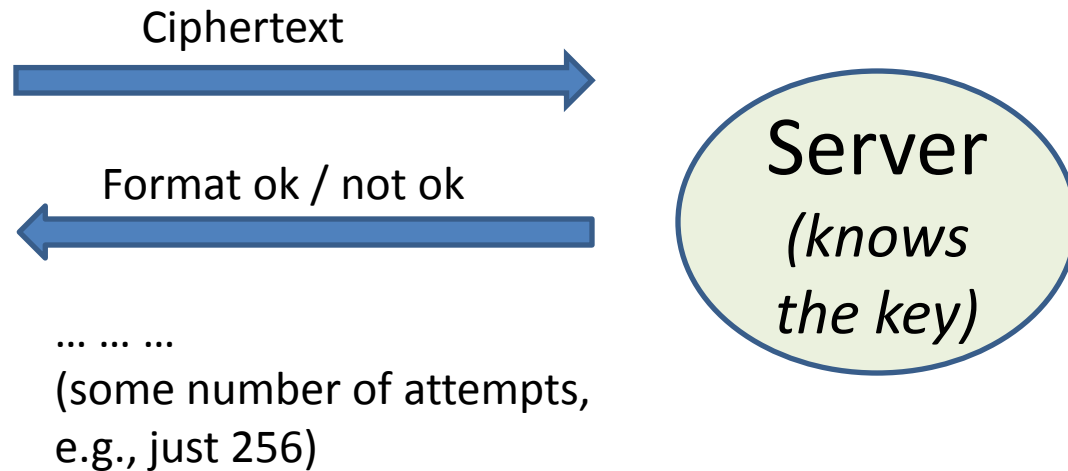 Ciphertext
Format ok / not ok
… … …
(some number of attempts,
e.g., just 256)
Server
(knows
the key)